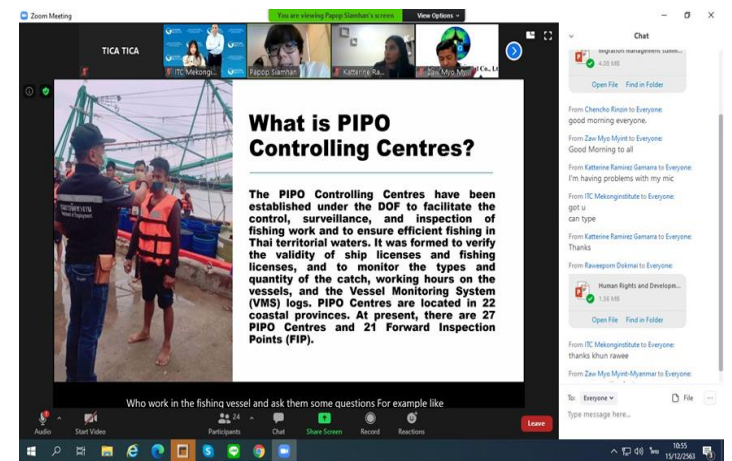 Zoom Meeting
You are viewing Papop Siamhan's screen
View Options
TICA TICA
ITC Mekongi...
Papop Siamhan
Katterine Ra...
Zaw Myo My
What is PIPO
Controlling Centres?
The PIPO Controlling Centres have been
established under the DOF to facilitate the
control, surveillance, and inspection of
fishing work and to ensure efficient fishing in
Thai territorial waters. It was formed to verify
the validity of ship licenses and fishing
licenses, and to monitor the types and
quantity of the catch, working hours on the
vessels, and the Vessel Monitoring System
(VMS) logs. PIPO Centres are located in 22
coastal provinces. At present, there are 27
PIPO Centres and 21 Forward Inspection
Points (FIP).
Who work in the fishing vessel and ask them some questions For example like
Audio
Start Video
24
Participants
Chat
Share Screen
Record
Reactions
Leave
Chat
4.08 MB
Open File Find in Folder
From Chencho Rinzin to Everyone:
good morning everyone.
From Zaw Myo Myint to Everyone:
Good Morning to all
From Katterine Ramirez Gamarra to Everyone:
I'm having problems with my mic
From ITC Mekonginstitute to Everyone:
got u
can type
From Katterine Ramirez Gamarra to Everyone:
Thanks
From Raweeporn Dokmai to Everyone:
Human Rights and Developm...
1.56 MB
Open File Find in Folder
From ITC Mekonginstitute to Everyone:
thanks khun rawee
From Zaw Myo Myint-Myanmar to Everyone:
To: Everyone
File
Type message here...
10:55
15/12/2563